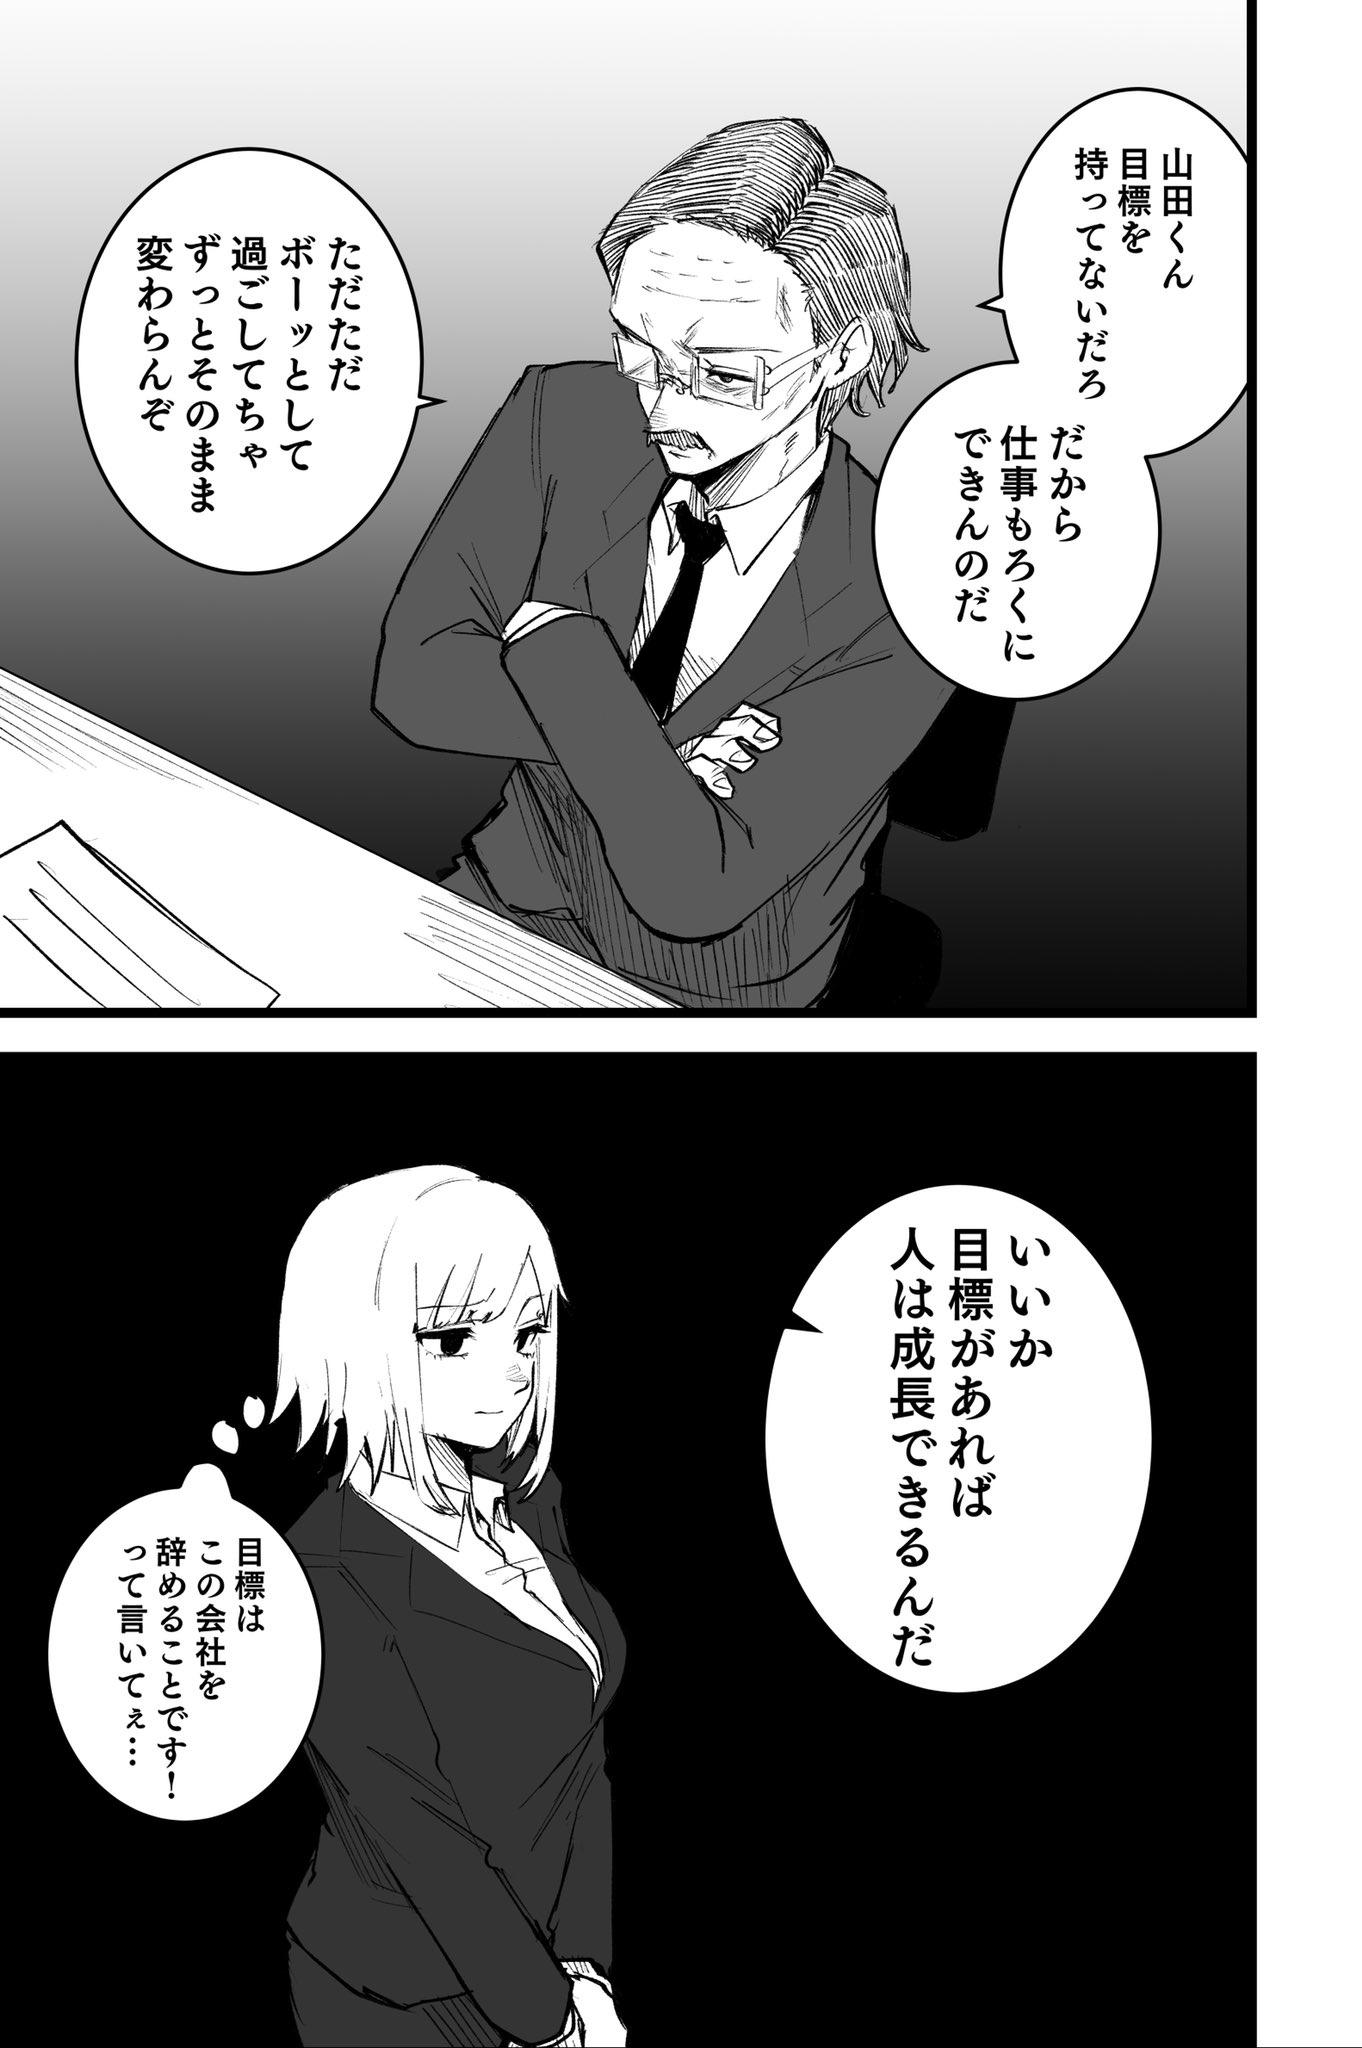 山田くん
目標を
持ってないだろ
だから
仕事もろくに
できんのだ
ただただ
ボーッとして
過ごしてちゃ
ずっとそのまま
変わらんぞ
いいか
目標があれば
人は成長できるんだ
目標は
この会社を
辞めることです！
って言いてぇ…